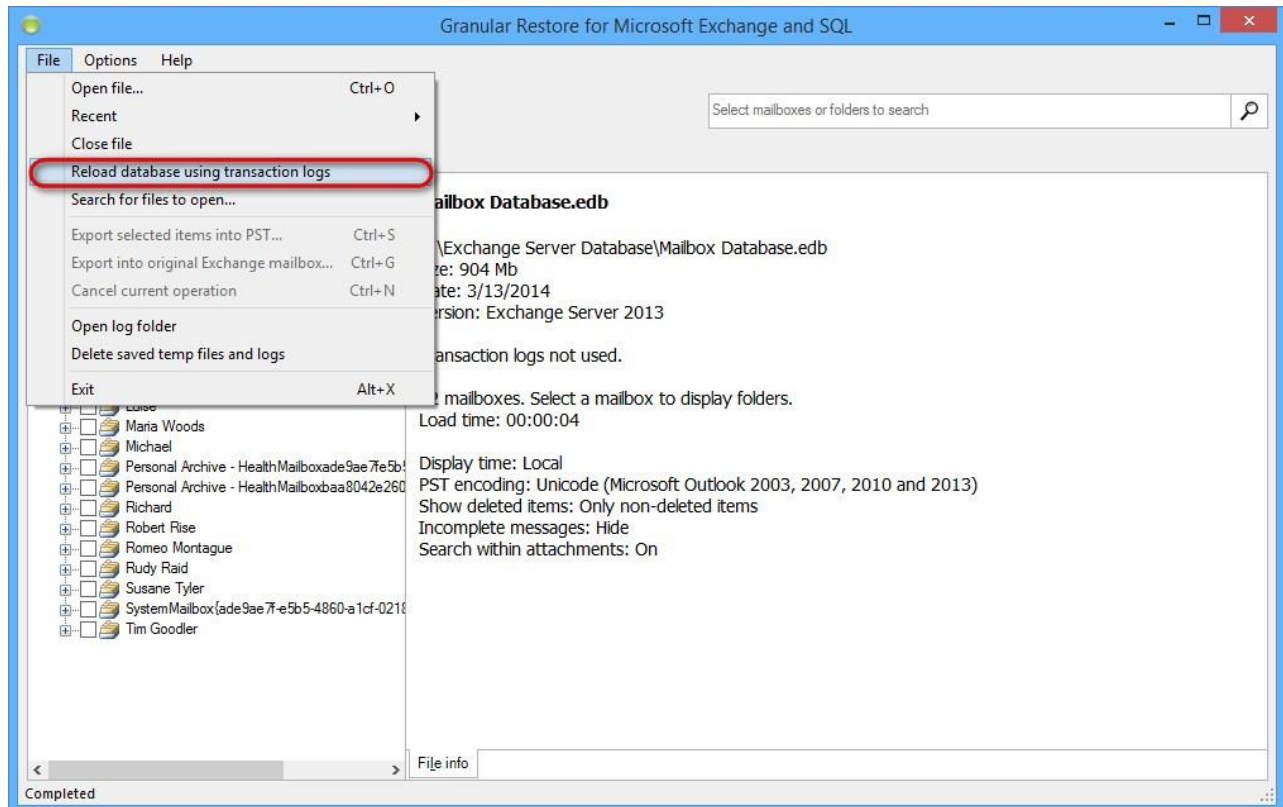 Granular Restore for Microsoft Exchange and SQL
File Options Help
Open file... Ctrl+O
Recent
Close file
Reload database using transaction logs
Search for files to open...
Export selected items into PST... Ctrl+S
Export into original Exchange mailbox... Ctrl+G
Cancel current operation Ctrl+N
Open log folder
Delete saved temp files and logs
Exit Alt+X
Select mailboxes or folders to search
Maria Woods
Michael
Personal Archive - HealthMailboxade9ae7fe5b5
Personal Archive - HealthMailboxbaa8042e260
Richard
Robert Rise
Romeo Montague
Rudy Raid
Susane Tyler
SystemMailbox{ade9ae7f-e5b5-4860-a1cf-0218
Tim Goodler
ailbox Database.edb
\Exchange Server Database\Mailbox Database.edb
ze: 904 Mb
ate: 3/13/2014
ersion: Exchange Server 2013
ansaction logs not used.
2 mailboxes. Select a mailbox to display folders.
Load time: 00:00:04
Display time: Local
PST encoding: Unicode (Microsoft Outlook 2003, 2007, 2010 and 2013)
Show deleted items: Only non-deleted items
Incomplete messages: Hide
Search within attachments: On
File info
Completed